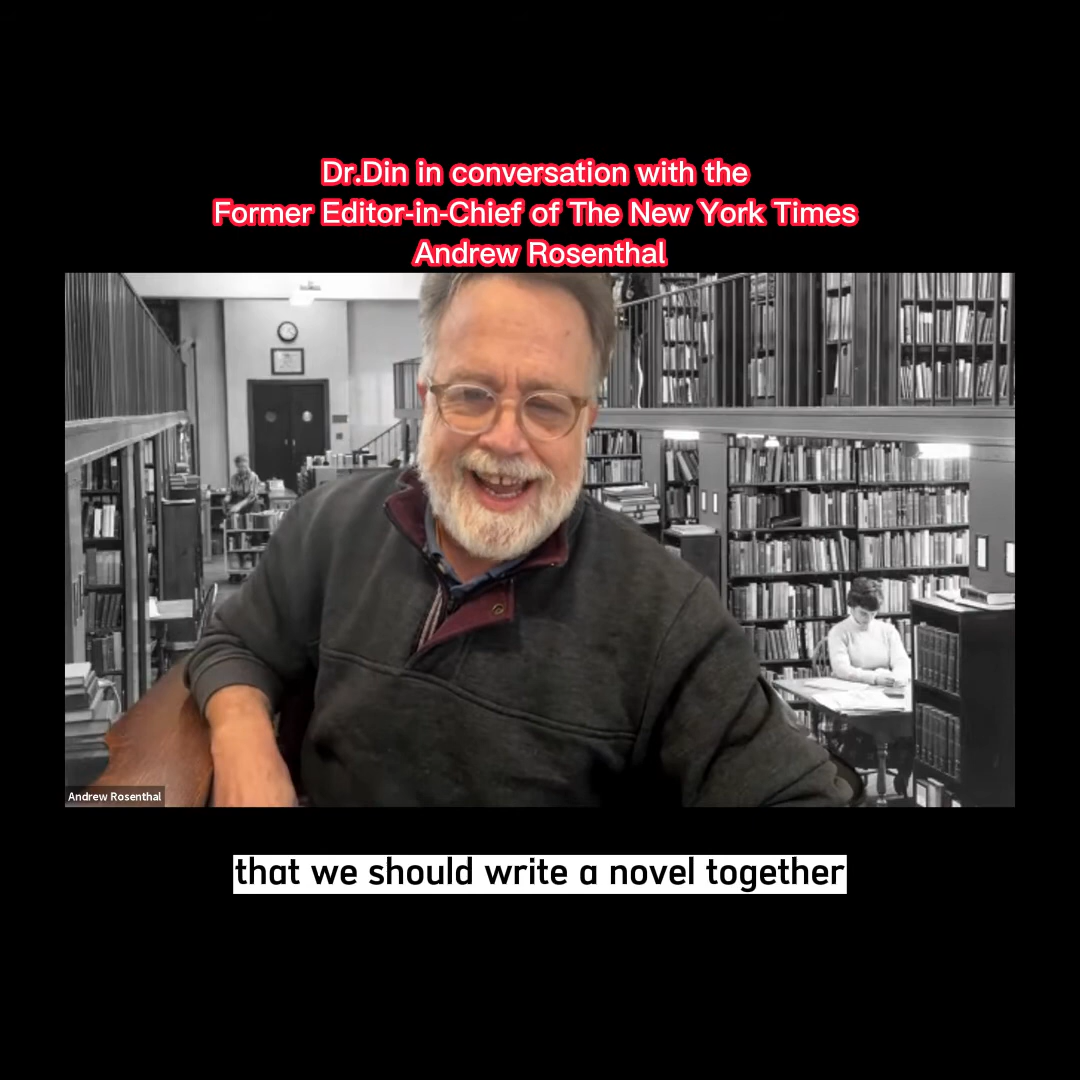 Dr.Din in conversation with the
Former Editor-in-Chief of The New York Times
Andrew Rosenthal
Andrew Rosenthal
that we should write a novel together